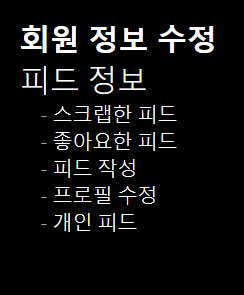 회원 정보 수정
피드 정보
- 스크랩한 피드
- 좋아요한 피드
- 피드 작성
- 프로필 수정
- 개인 피드